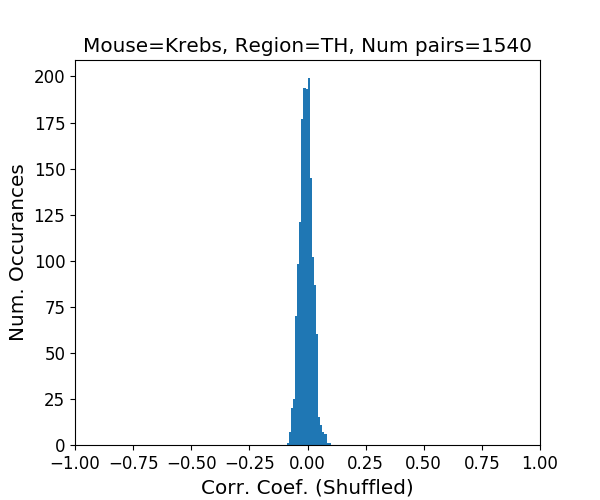 Mouse=Krebs, Region=TH, Num pairs=1540
200
175
150
125
100
75
50
25
0
Num. Occurances
−1.00 −0.75 −0.50 −0.25 0.00 0.25 0.50 0.75 1.00
Corr. Coef. (Shuffled)